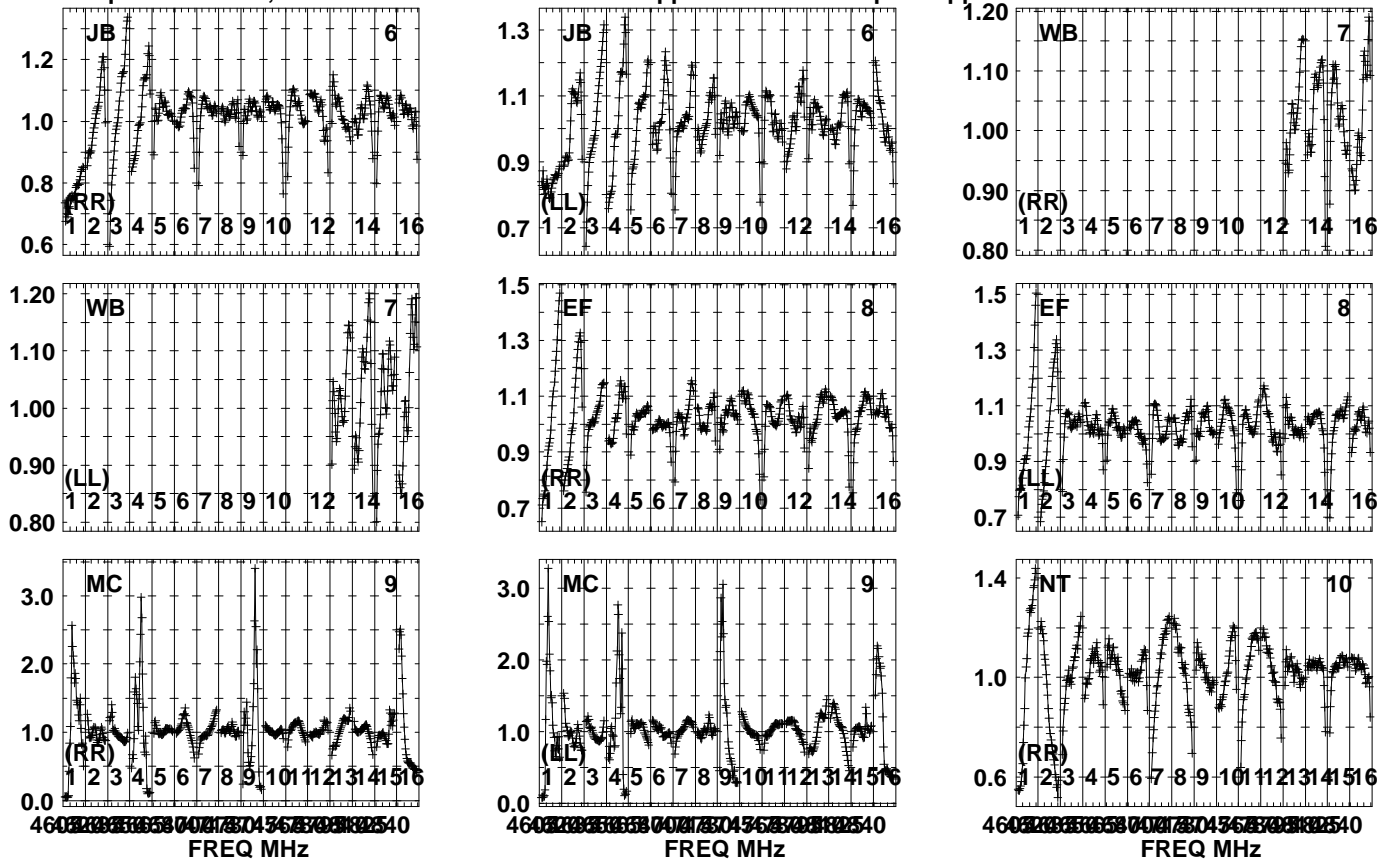 JB 6
1.2
1.0
0.8
0.6
(RR)
1 2 3 4 5 6 7 8 9 10 12 14 16
JB 6
1.3
1.1
0.9
0.7
(LL)
1 2 3 4 5 6 7 8 9 10 12 14 16
WB 7
1.20
1.10
1.00
0.90
0.80
(RR)
1 2 3 4 5 6 7 8 9 10 12 14 16
WB 7
1.20
1.10
1.00
0.90
0.80
(LL)
1 2 3 4 5 6 7 8 9 10 12 14 16
EF 8
1.5
1.3
1.1
0.9
0.7
(RR)
1 2 3 4 5 6 7 8 9 10 12 14 16
EF 8
1.5
1.3
1.1
0.9
0.7
(LL)
1 2 3 4 5 6 7 8 9 10 12 14 16
MC 9
3.0
2.0
1.0
0.0
(RR)
1 2 3 4 5 6 7 8 9 10 11 12 13 14 15 16
FREQ MHz
MC 9
3.0
2.0
1.0
0.0
(LL)
1 2 3 4 5 6 7 8 9 10 11 12 13 14 15 16
FREQ MHz
NT 10
1.4
1.0
0.6
(RR)
1 2 3 4 5 6 7 8 9 10 11 12 13 14 15 16
FREQ MHz